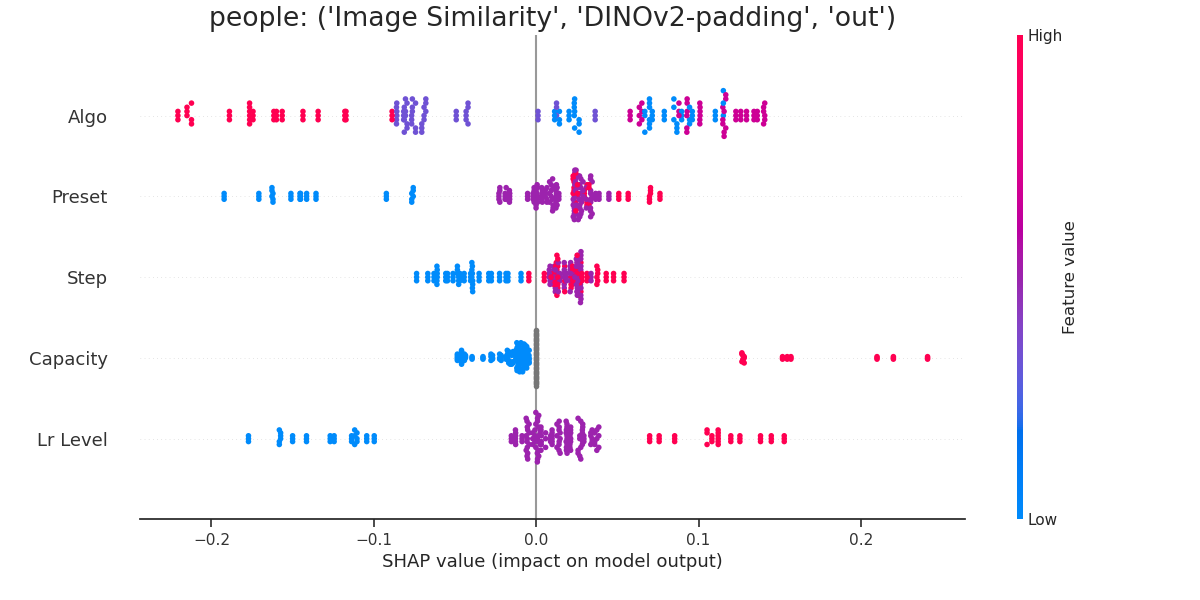 people: ('Image Similarity', 'DINOv2-padding', 'out')
High
Algo
Preset
Step
Capacity
Lr Level
Feature value
Low
−0.2
−0.1
0.0
0.1
0.2
SHAP value (impact on model output)